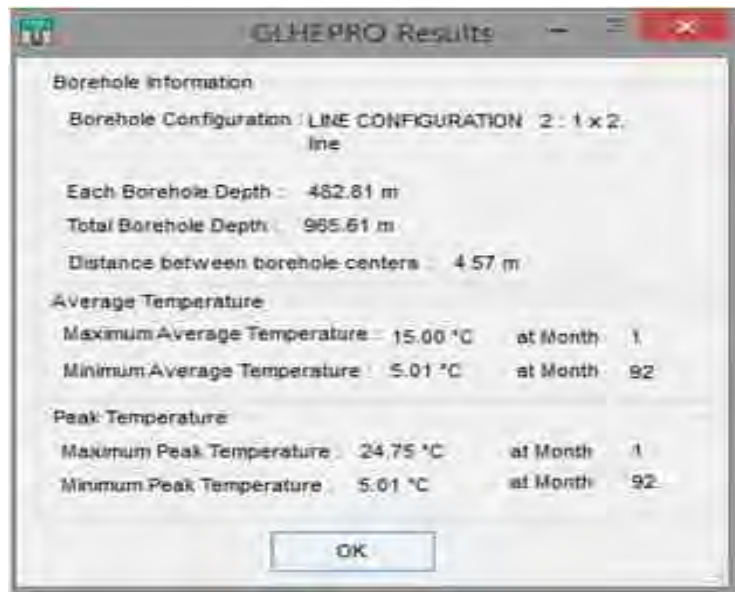 GLHEPRO Results
Borehole Information
Borehole Configuration : LINE CONFIGURATION 2 : 1 x 2.
line
Each Borehole Depth : 482.81 m
Total Borehole Depth : 965.61 m
Distance between borehole centers : 4.57 m
Average Temperature
Maximum Average Temperature : 15.00 °C at Month 1
Minimum Average Temperature : 5.01 °C at Month 92
Peak Temperature
Maximum Peak Temperature : 24.75 °C at Month 1
Minimum Peak Temperature : 5.01 °C at Month 92
OK